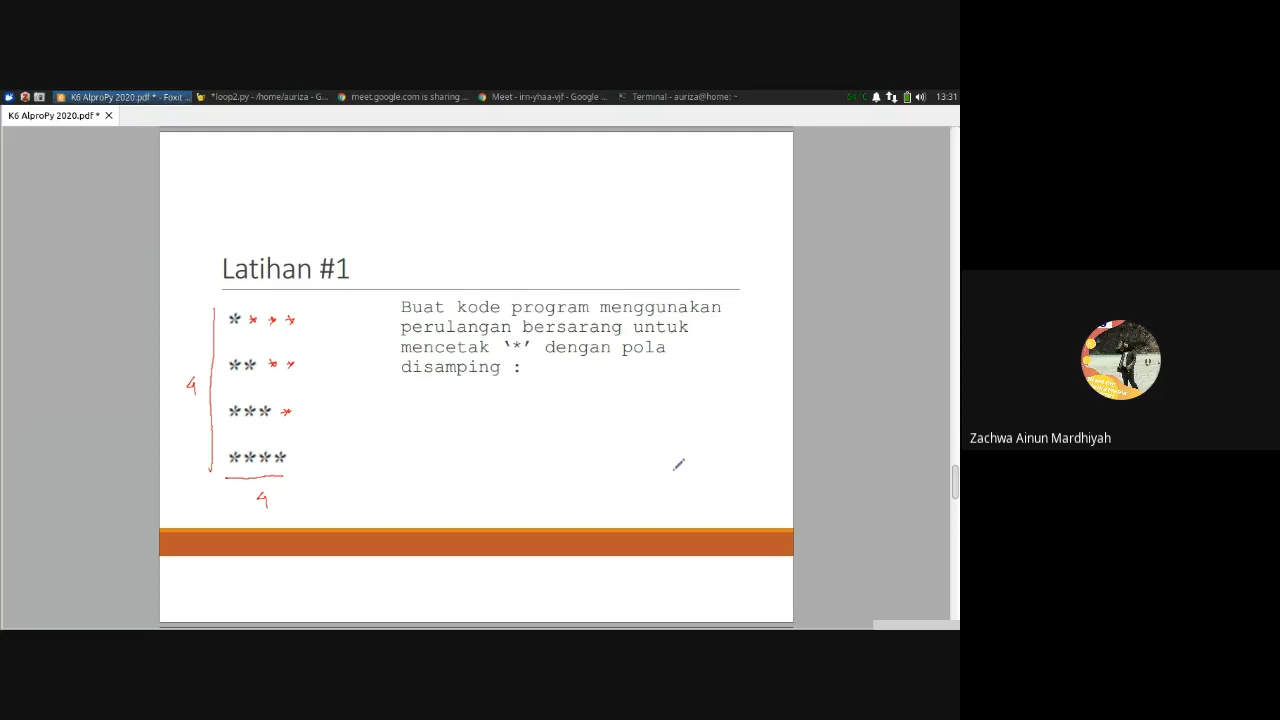 K6 AlproPy 2020.pdf * - Foxit ...
*loop2.py - /home/auriza - G...
meet.google.com is sharing ...
Meet - irn-yhaa-vjf - Google ...
Terminal - auriza@home: ~
13:31
K6 AlproPy 2020.pdf *
Latihan #1
* * * *
** * *
*** *
****
4
4
Buat kode program menggunakan
perulangan bersarang untuk
mencetak ‘*’ dengan pola
disamping :
Zachwa Ainun Mardhiyah